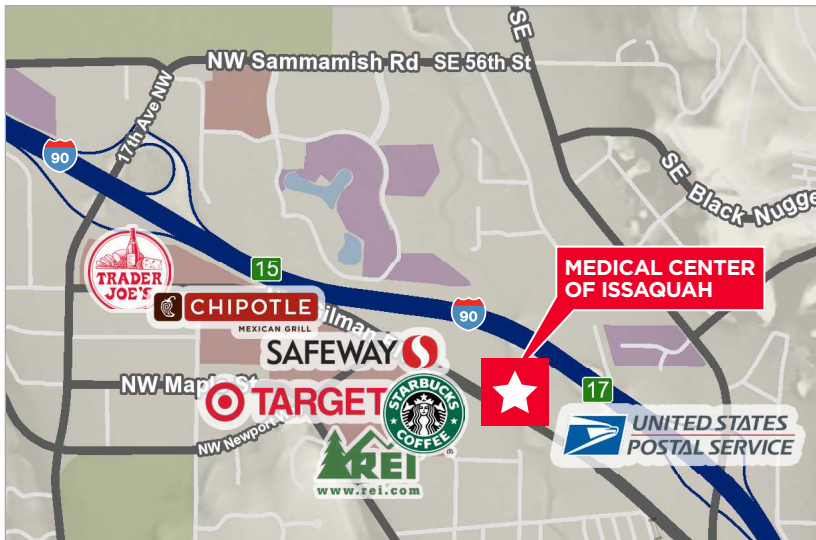 NW Sammamish Rd SE 56th St
SE
17th Ave NW
90
SE Black Nugge
TRADER
JOE'S
15
MEDICAL CENTER
OF ISSAQUAH
CHIPOTLE
MEXICAN GRILL
90
SAFEWAY
NW Maple St
TARGET
STARBUCKS
COFFEE
17
UNITED STATES
POSTAL SERVICE
NW Newport
REI
www.rei.com